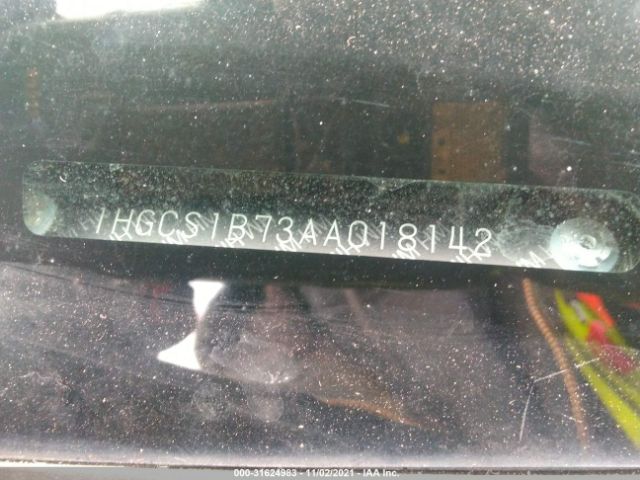 1HGCS1B73AA018142
000-31624983 - 11/02/2021 - IAA Inc.